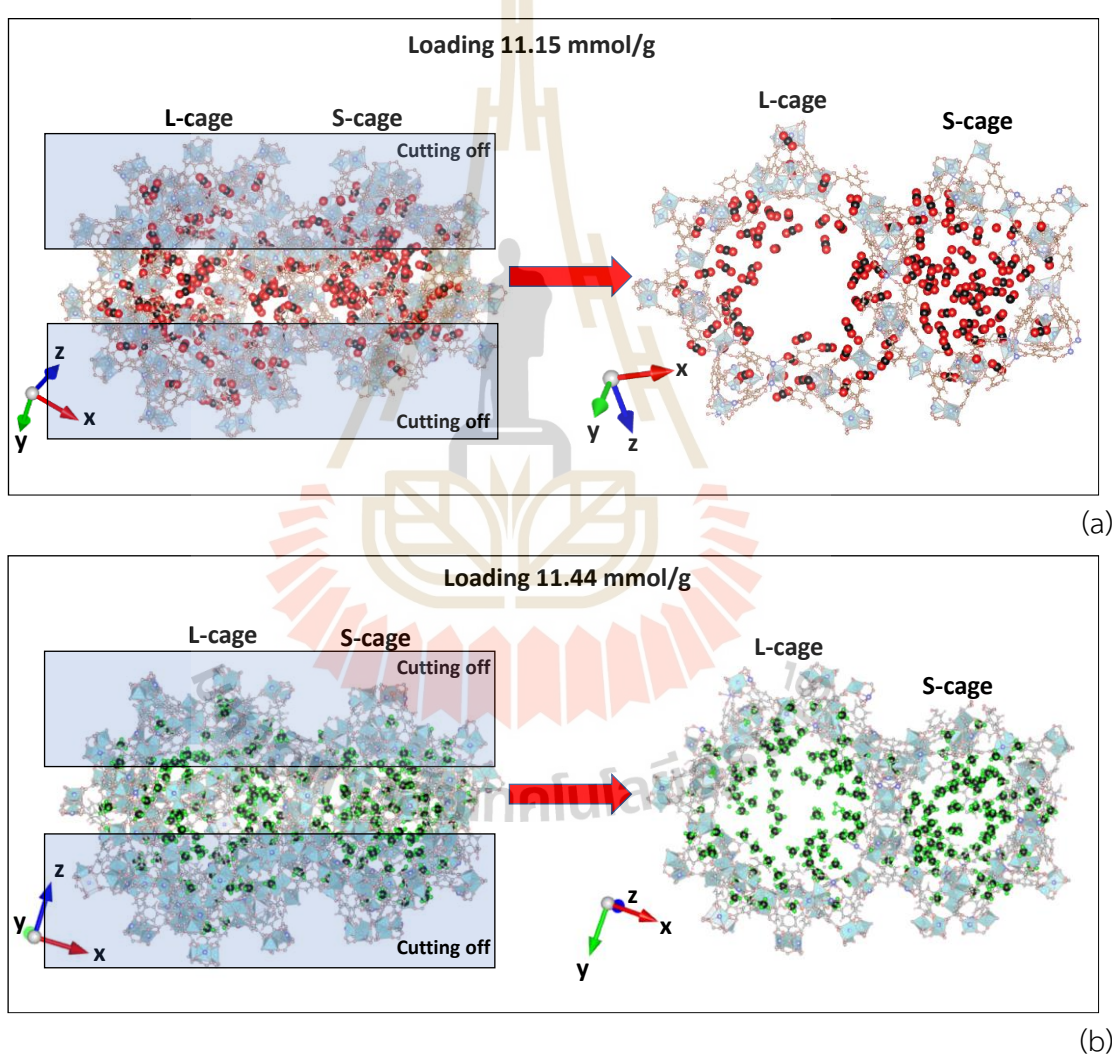 Loading 11.15 mmol/g
L-cage
S-cage
Cutting off
Cutting off
z
x
y
L-cage
S-cage
x
y
z
(a)
Loading 11.44 mmol/g
L-cage
S-cage
Cutting off
Cutting off
z
y
x
L-cage
S-cage
z
x
y
(b)